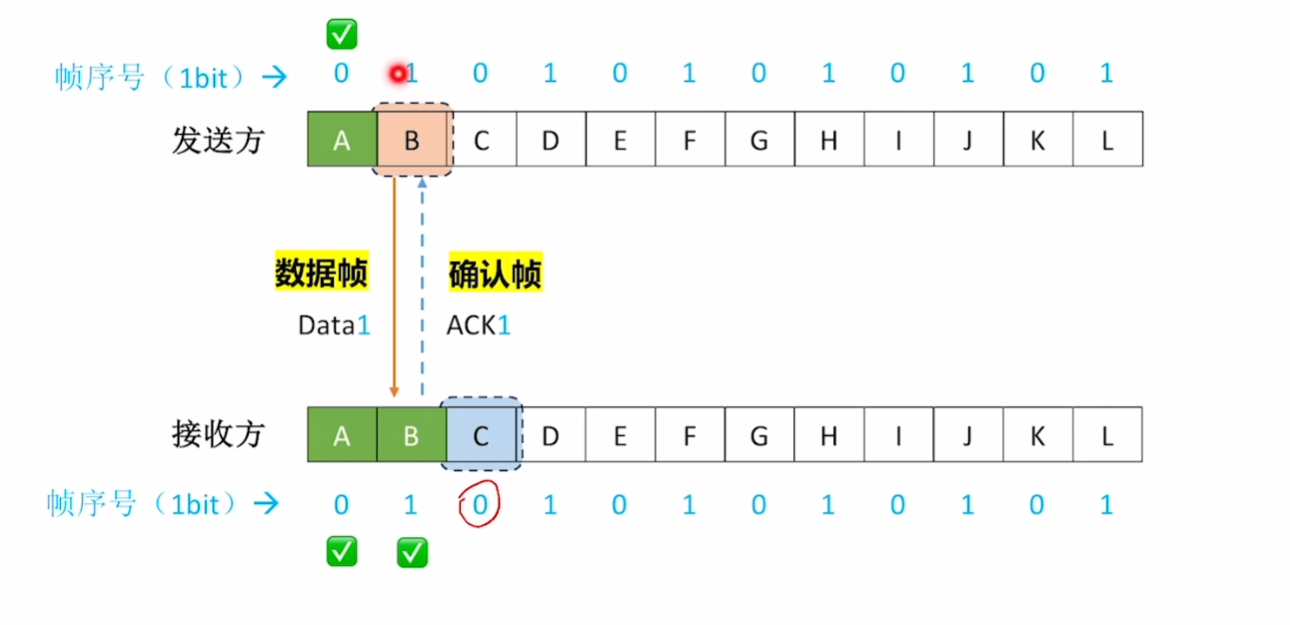 帧序号（1bit）→ 0 1 0 1 0 1 0 1 0 1 0 1
发送方 A B C D E F G H I J K L
数据帧 确认帧
Data1 ACK1
接收方 A B C D E F G H I J K L
帧序号（1bit）→ 0 1 0 1 0 1 0 1 0 1 0 1